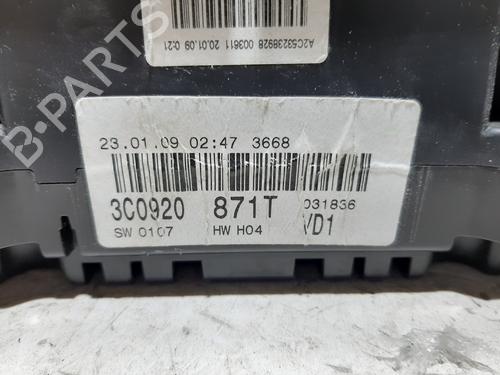 A2C53238928 003611 20.01.09 0:21
23.01.09 02:47 3668
3C0920 871T 031836
SW 0107 HW H04 VD1
B-PARTS